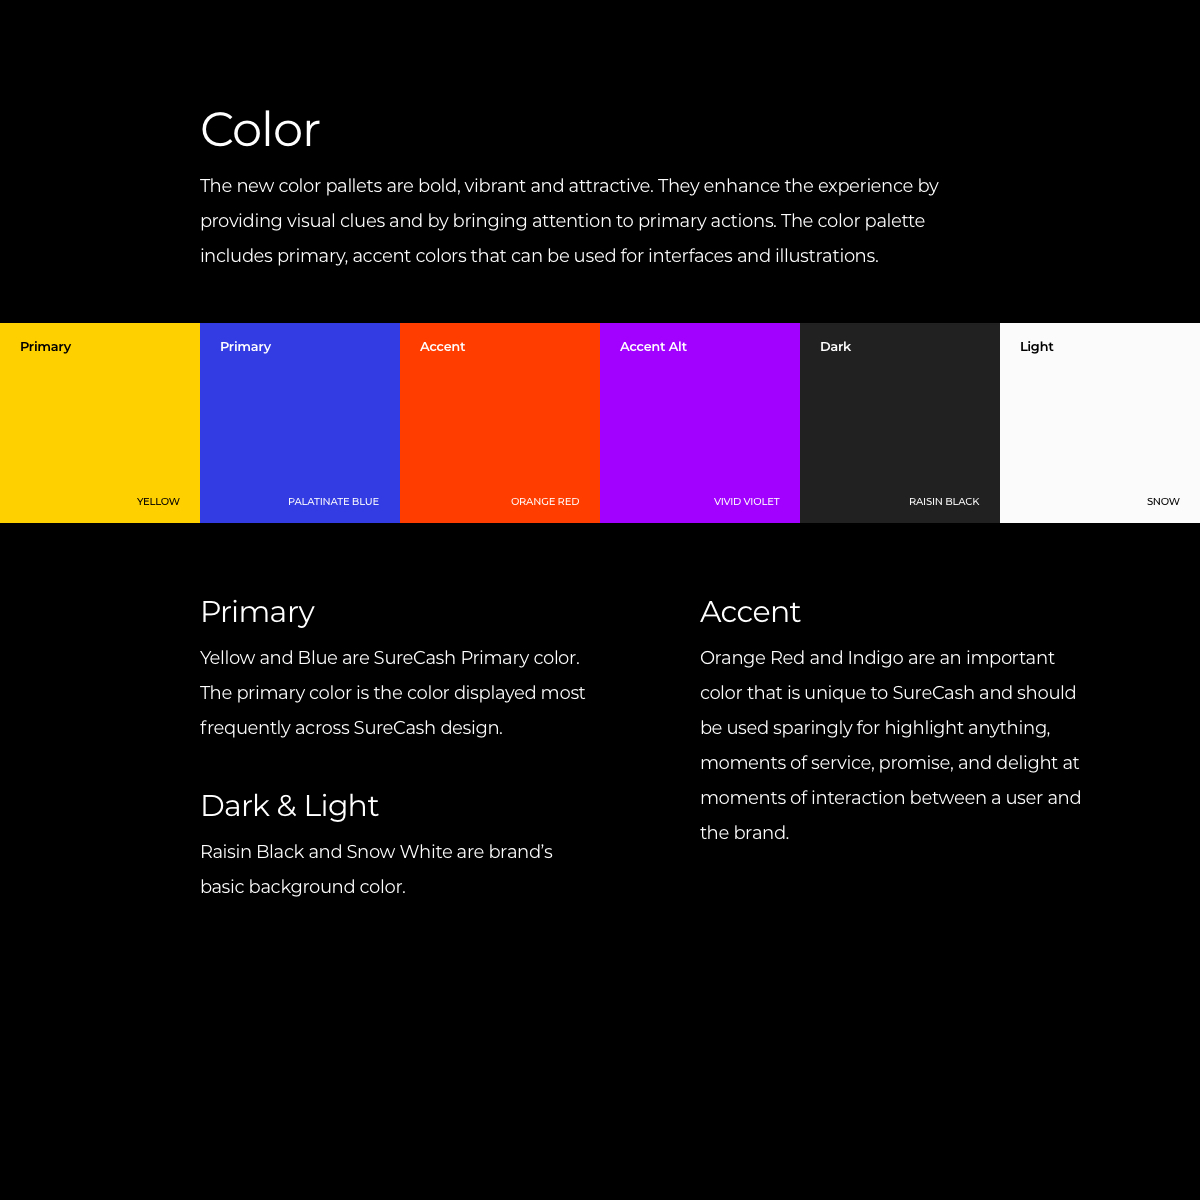 Color
The new color pallets are bold, vibrant and attractive. They enhance the experience by
providing visual clues and by bringing attention to primary actions. The color palette
includes primary, accent colors that can be used for interfaces and illustrations.
Primary
YELLOW
Primary
PALATINATE BLUE
Accent
ORANGE RED
Accent Alt
VIVID VIOLET
Dark
RAISIN BLACK
Light
SNOW
Primary
Yellow and Blue are SureCash Primary color.
The primary color is the color displayed most
frequently across SureCash design.
Dark & Light
Raisin Black and Snow White are brand’s
basic background color.
Accent
Orange Red and Indigo are an important
color that is unique to SureCash and should
be used sparingly for highlight anything,
moments of service, promise, and delight at
moments of interaction between a user and
the brand.